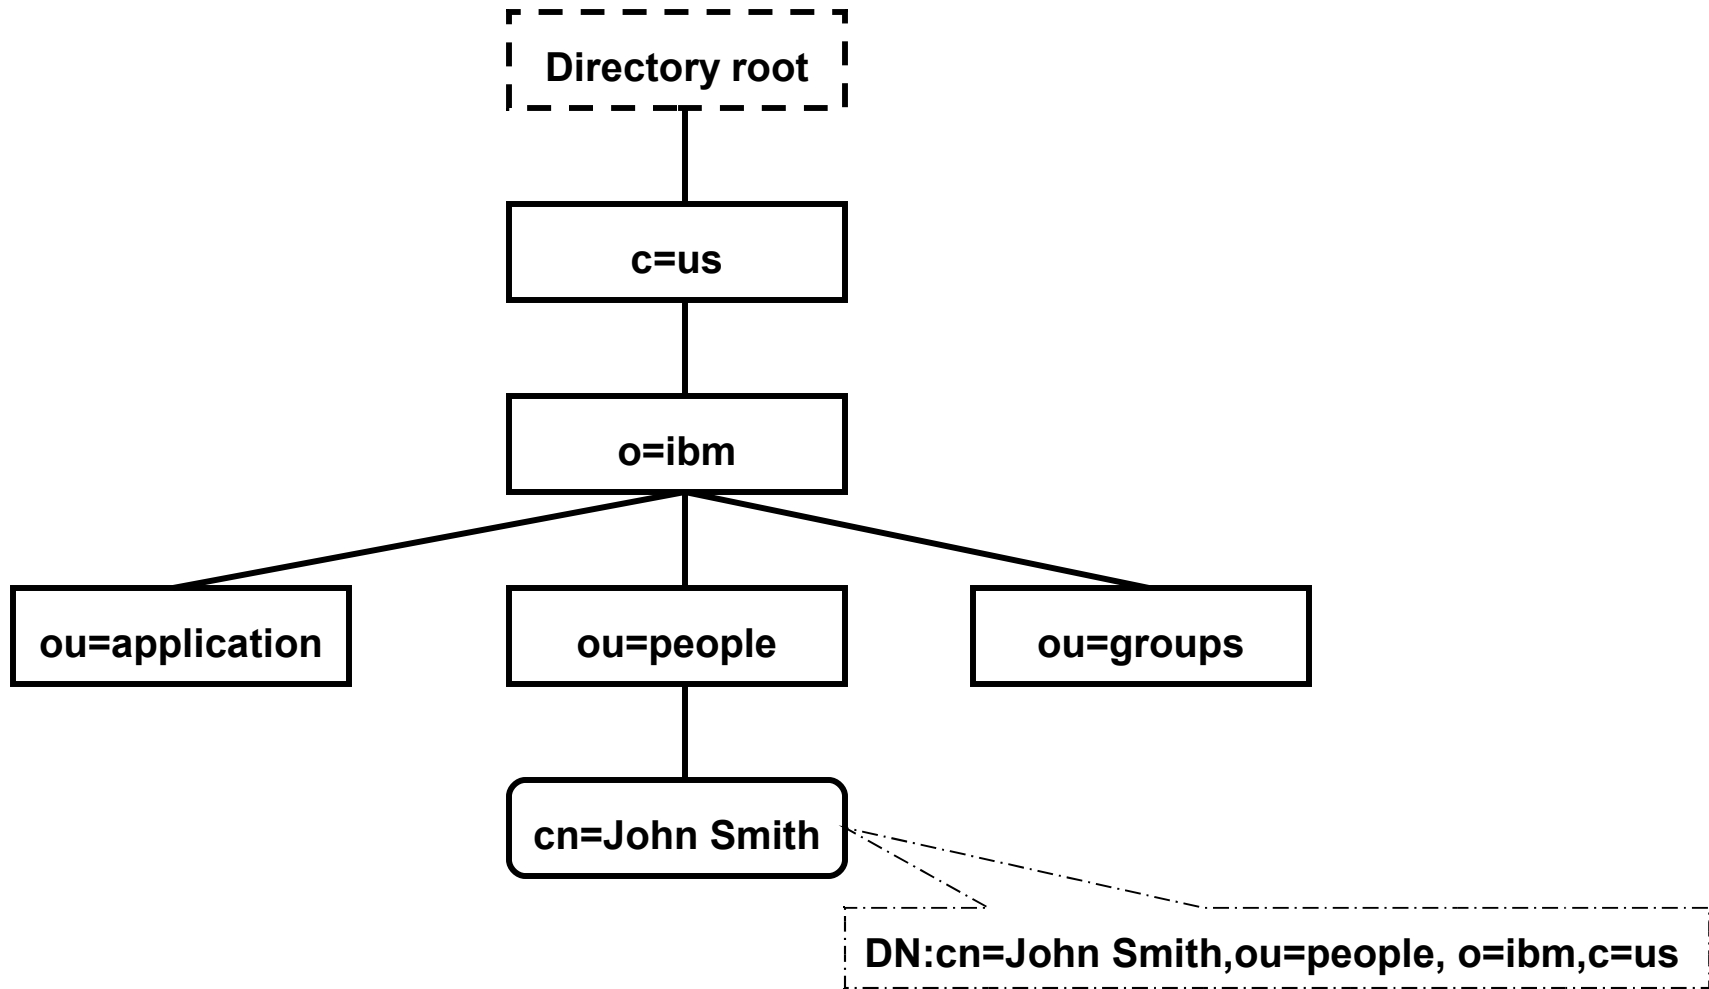 Directory root
c=us
o=ibm
ou=application
ou=people
ou=groups
cn=John Smith
DN:cn=John Smith,ou=people, o=ibm,c=us